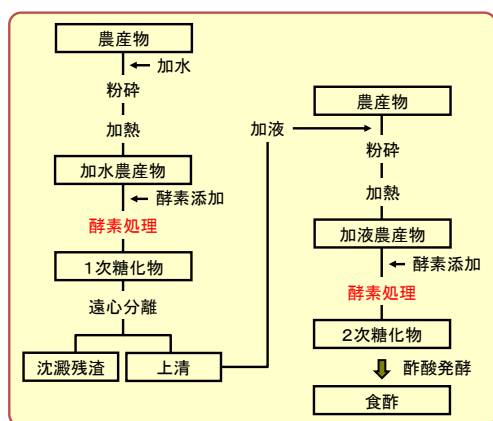 農産物
加水
粉砕
加熱
加水農産物
酵素添加
酵素処理
1次糖化物
遠心分離
沈澱残渣
上清
加液
農産物
粉砕
加熱
加液農産物
酵素添加
酵素処理
2次糖化物
酢酸発酵
食酢